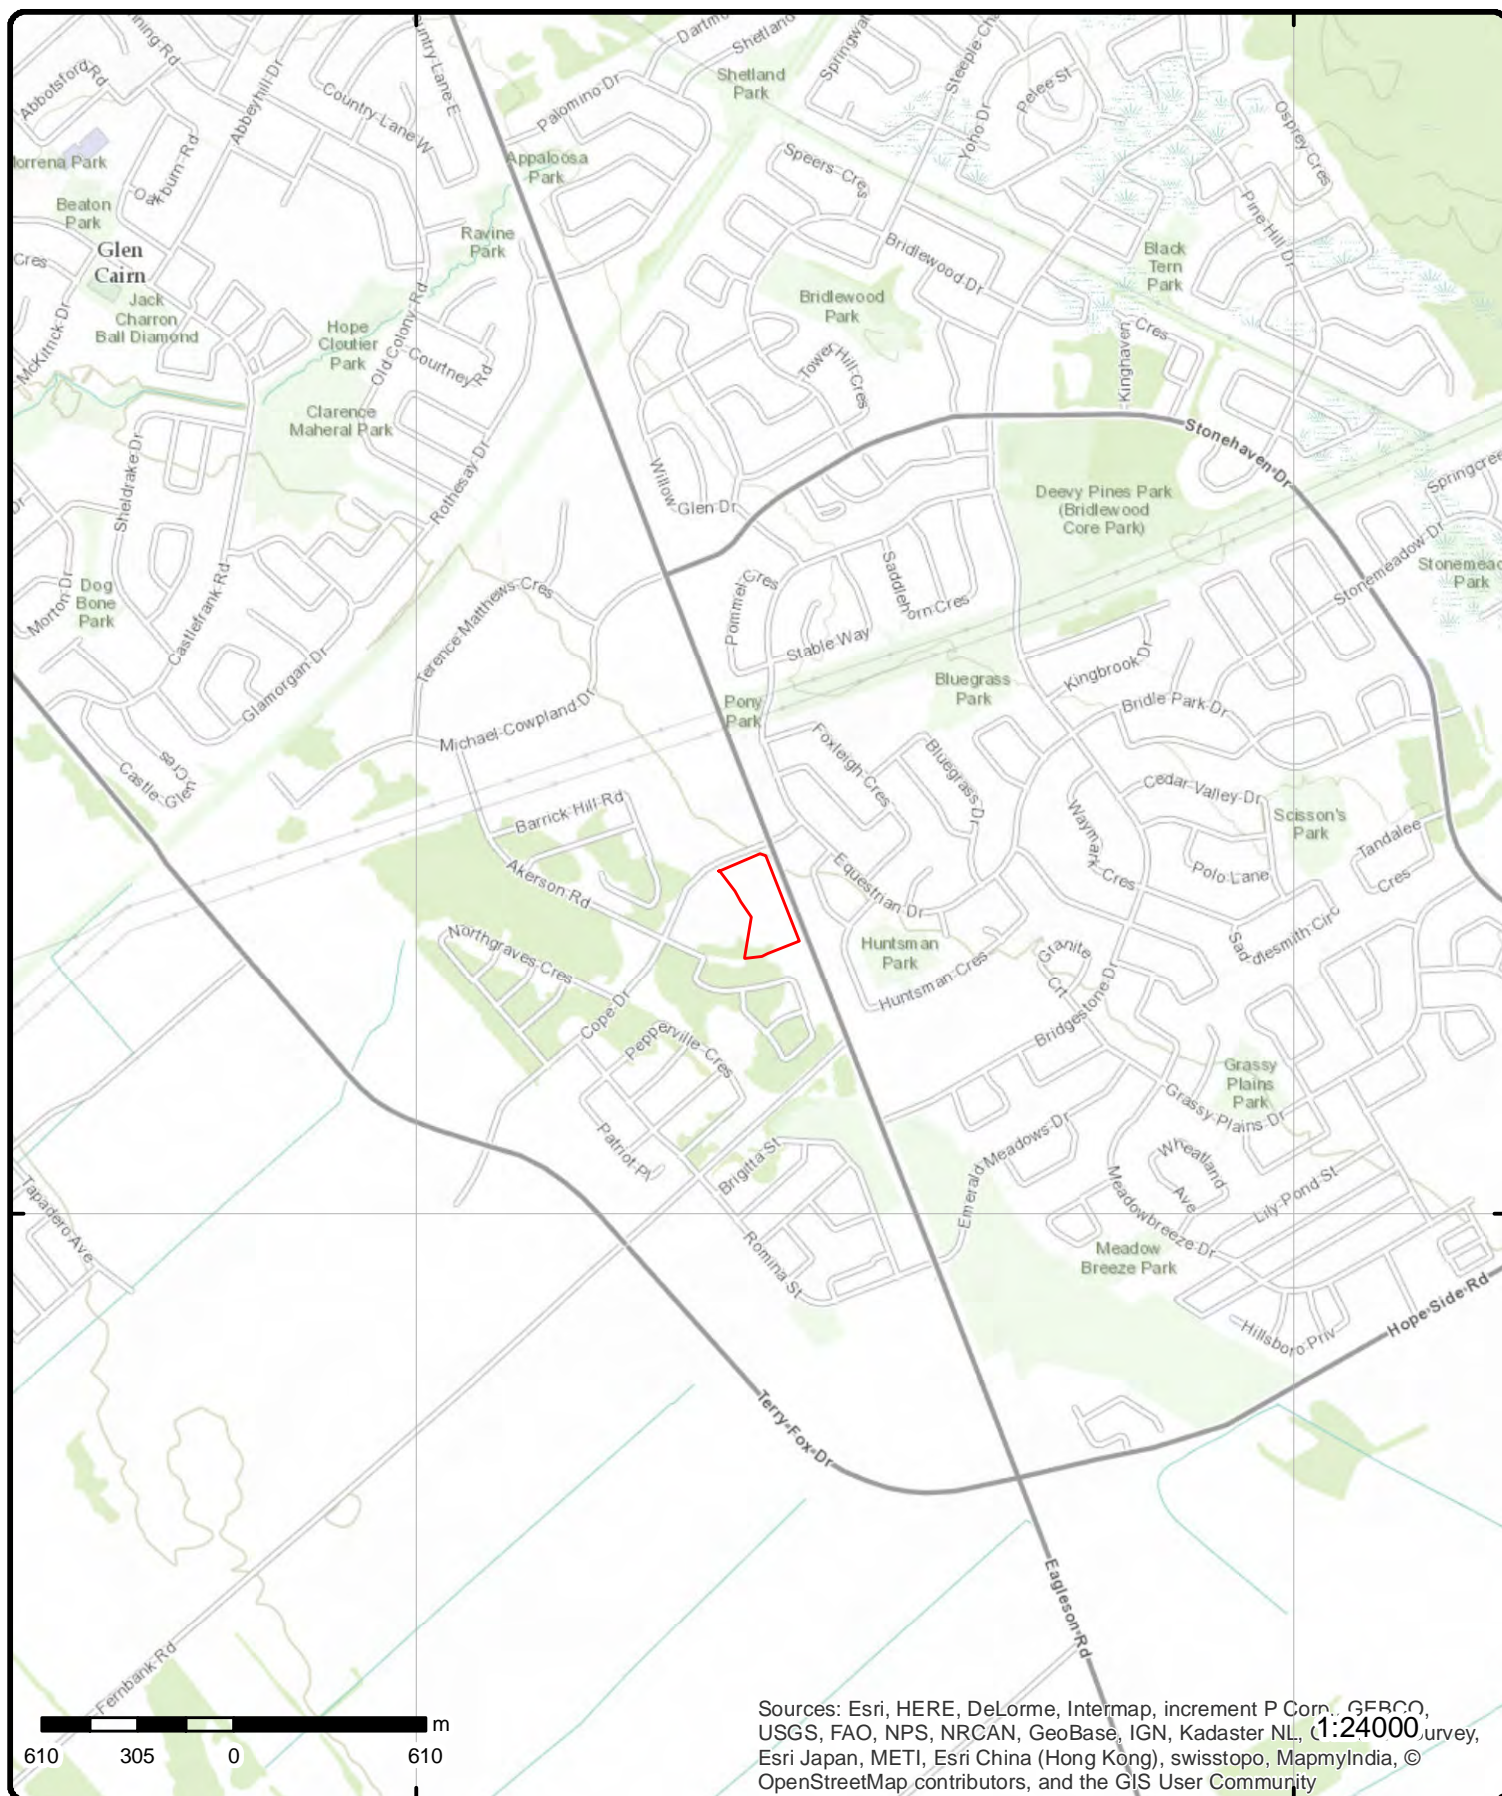 Abbotsford Rd
Abbeyhill Dr
Country Lane W
Dartmo
Shetland
Palomino Dr
Shetland
Park
Steeple Cha
Yoho Dr
Pelee St
Osprey Cres
Appaloosa
Park
Speers Cres
Oakburn Rd
Beaton
Park
Glen
Cairn
Cres
Ravine
Park
Bridlewood Dr
Pine Hill Dr
Black
Tern
Park
Bridlewood
Park
Jack
Charron
Ball Diamond
McKitrick Dr
Hope
Cloutier
Park
Old Colony Rd
Courtney Rd
Tower Hill Cres
Kinghaven
Cres
Clarence
Maheral Park
Stonehaven Dr
Sheldrake Dr
Rothesay Dr
Willow
Glen Dr
Deevy Pines Park
(Bridlewood
Core Park)
Springcree
Stonemeadow Dr
Stonemead
Park
Dr
Morton Dr
Dog
Bone
Park
Castlefrank Rd
Terence Matthews Cres
Pommel
Cres
Saddlehorn Cres
Stable Way
Glamorgan Dr
Michael Cowpland Dr
Pony
Park
Bluegrass
Park
Kingbrook Dr
Bridle Park Dr
Castle Glen
Cres
Barrick Hill Rd
Foxleigh Cres
Bluegrass Dr
Cedar Valley Dr
Scisson's
Park
Waymark Cres
Tandalee
Cres
Polo Lane
Akerson Rd
Equestrian Dr
Saddlesmith Circ
Northgraves Cres
Huntsman
Park
Granite
Crt
Huntsman Cres
Bridgestone Dr
Cope Dr
Pepperville Cres
Grassy
Plains
Park
Grassy Plains Dr
Emerald Meadows Dr
Patriot Pl
Brigitta St
Wheatland
Ave
Lily Pond St
Meadowbreeze Dr
Tapadero Ave
Romina St
Meadow
Breeze Park
Hope Side Rd
Hillsboro Priv
Terry Fox Dr
Eagleson Rd
Fernbank Rd
m
610 305 0 610
1:24000
Sources: Esri, HERE, DeLorme, Intermap, increment P Corp., GEBCO,
USGS, FAO, NPS, NRCAN, GeoBase, IGN, Kadaster NL, urvey,
Esri Japan, METI, Esri China (Hong Kong), swisstopo, MapmyIndia, ©
OpenStreetMap contributors, and the GIS User Community